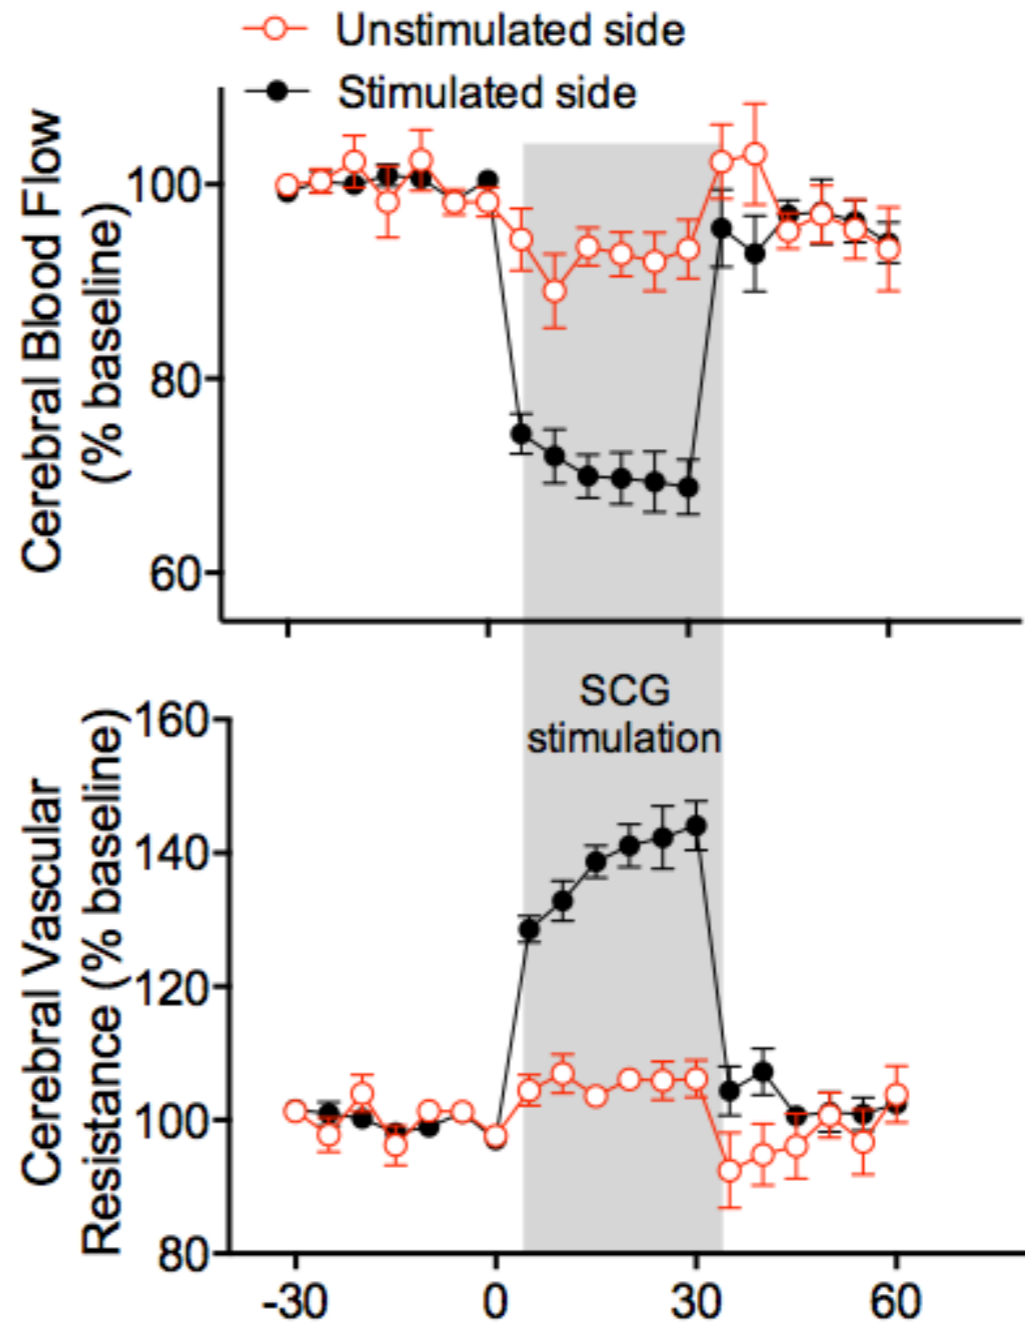 Unstimulated side
Stimulated side
Cerebral Blood Flow
(% baseline)
100
80
60
SCG
stimulation
Cerebral Vascular
Resistance (% baseline)
160
140
120
100
80
-30 0 30 60